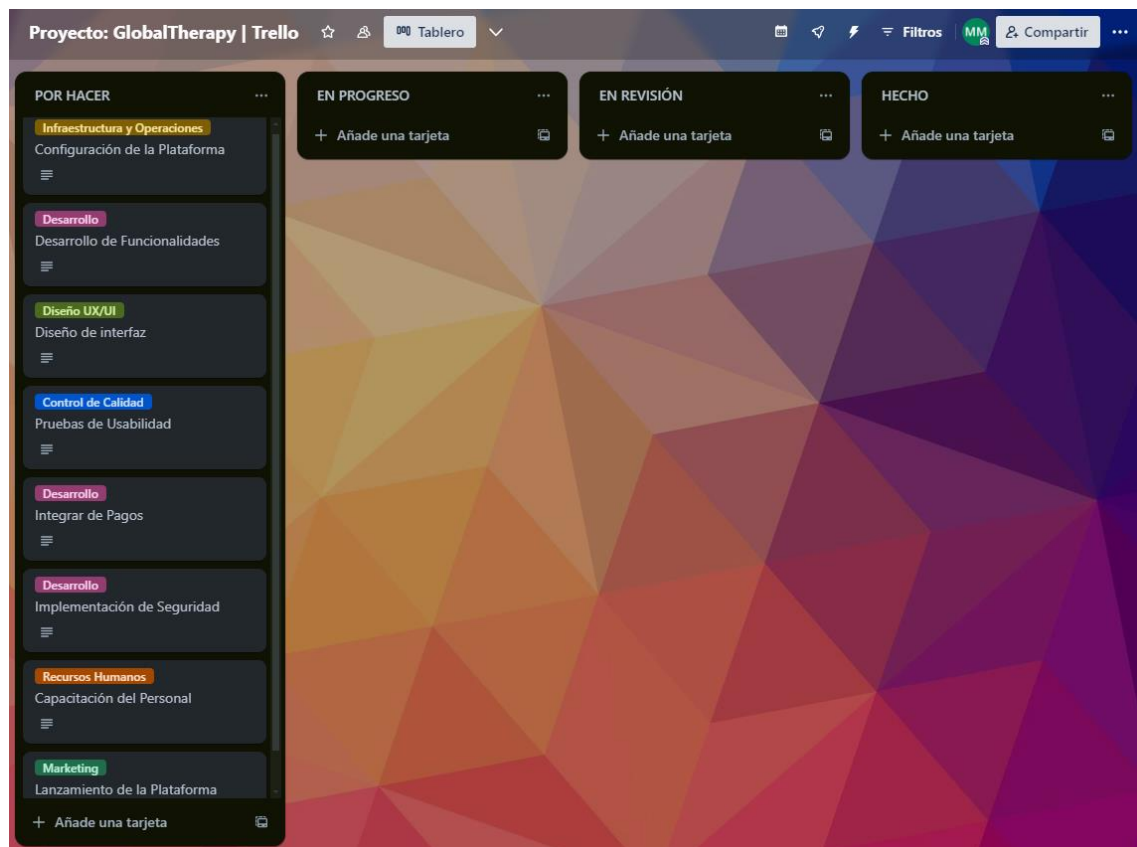 Proyecto: GlobalTherapy | Trello
Tablero
Filtros
MM
Compartir
POR HACER
Infraestructura y Operaciones
Configuración de la Plataforma
Desarrollo
Desarrollo de Funcionalidades
Diseño UX/UI
Diseño de interfaz
Control de Calidad
Pruebas de Usabilidad
Desarrollo
Integrar de Pagos
Desarrollo
Implementación de Seguridad
Recursos Humanos
Capacitación del Personal
Marketing
Lanzamiento de la Plataforma
+ Añade una tarjeta
EN PROGRESO
+ Añade una tarjeta
EN REVISIÓN
+ Añade una tarjeta
HECHO
+ Añade una tarjeta